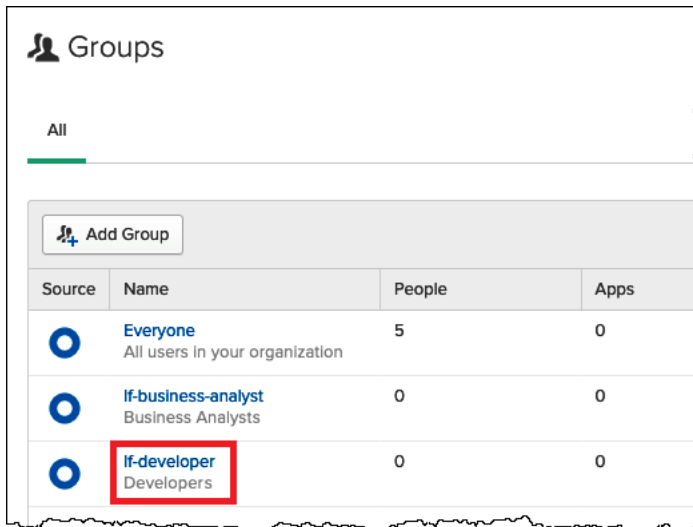 Groups
All
Add Group
Source Name People Apps
Everyone 5 0
All users in your organization
lf-business-analyst 0 0
Business Analysts
lf-developer 0 0
Developers